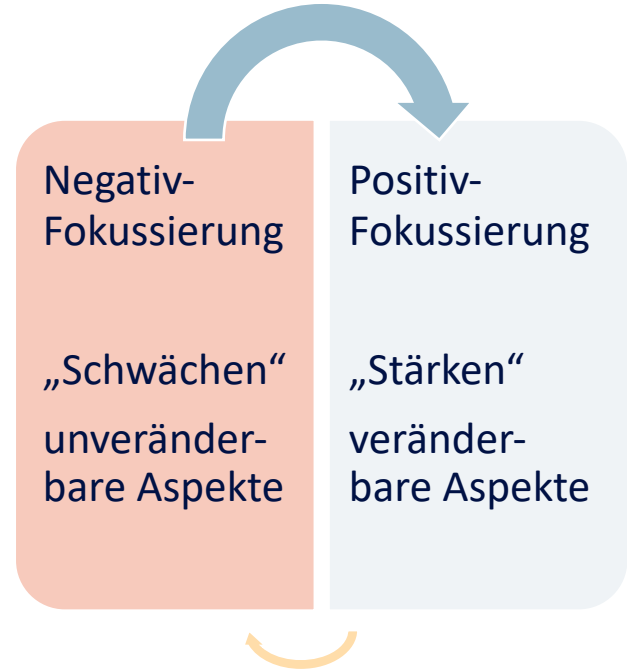 Negativ-
Fokussierung
„Schwächen“
unveränder-
bare Aspekte
Positiv-
Fokussierung
„Stärken“
veränder-
bare Aspekte